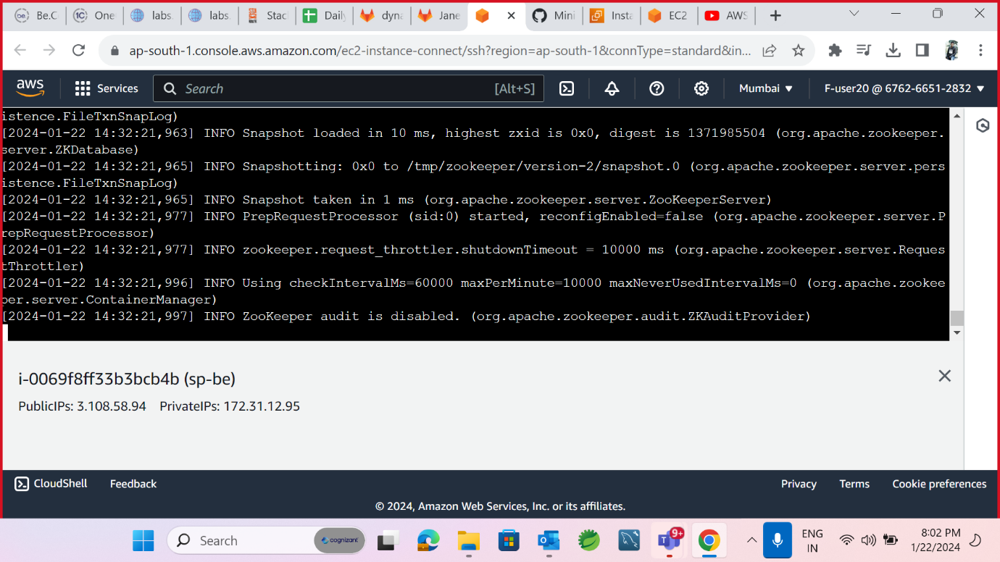 Be.C
One
labs.
labs.
Stac
Daily
dyna
Jane
Mini
Insta
EC2
AWS
ap-south-1.console.aws.amazon.com/ec2-instance-connect/ssh?region=ap-south-1&connType=standard&in...
aws
Services
Search
[Alt+S]
Mumbai
F-user20 @ 6762-6651-2832
istence.FileTxnSnapLog)
[2024-01-22 14:32:21,963] INFO Snapshot loaded in 10 ms, highest zxid is 0x0, digest is 1371985504 (org.apache.zookeeper.
server.ZKDatabase)
[2024-01-22 14:32:21,965] INFO Snapshotting: 0x0 to /tmp/zookeeper/version-2/snapshot.0 (org.apache.zookeeper.server.pers
istence.FileTxnSnapLog)
[2024-01-22 14:32:21,965] INFO Snapshot taken in 1 ms (org.apache.zookeeper.server.ZooKeeperServer)
[2024-01-22 14:32:21,977] INFO PrepRequestProcessor (sid:0) started, reconfigEnabled=false (org.apache.zookeeper.server.P
repRequestProcessor)
[2024-01-22 14:32:21,977] INFO zookeeper.request_throttler.shutdownTimeout = 10000 ms (org.apache.zookeeper.server.Reques
tThrottler)
[2024-01-22 14:32:21,996] INFO Using checkIntervalMs=60000 maxPerMinute=10000 maxNeverUsedIntervalMs=0 (org.apache.zookee
per.server.ContainerManager)
[2024-01-22 14:32:21,997] INFO ZooKeeper audit is disabled. (org.apache.zookeeper.audit.ZKAuditProvider)
i-0069f8ff33b3bcb4b (sp-be)
PublicIPs: 3.108.58.94 PrivateIPs: 172.31.12.95
CloudShell
Feedback
Privacy
Terms
Cookie preferences
© 2024, Amazon Web Services, Inc. or its affiliates.
Search
cognizant
9+
ENG
IN
8:02 PM
1/22/2024